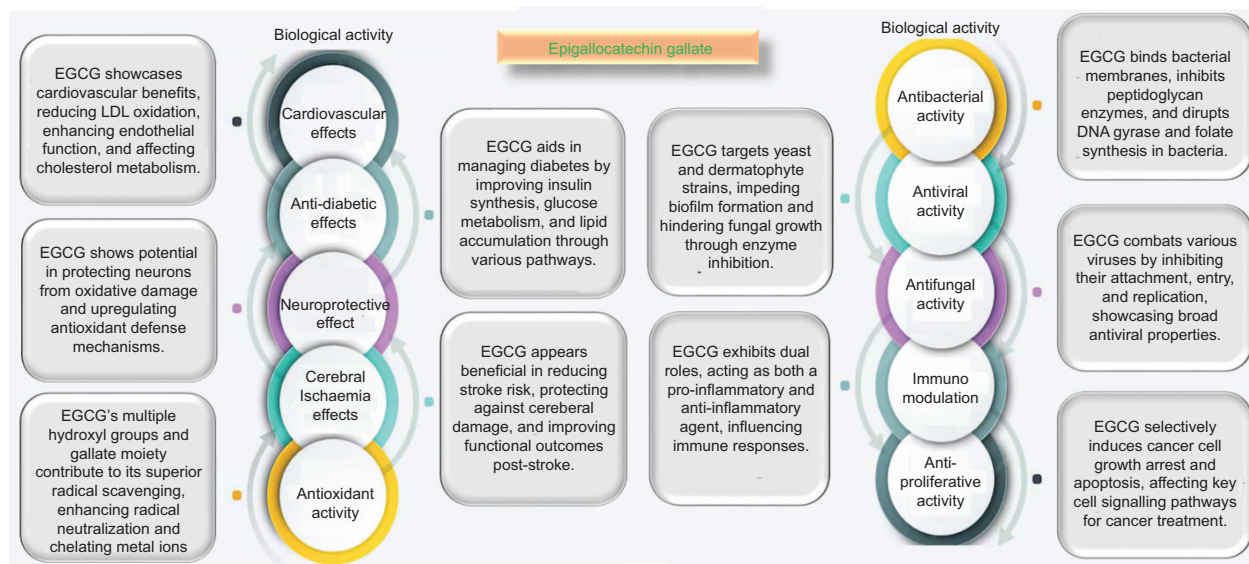 Epigallocatechin gallate
Biological activity
EGCG showcases
cardiovascular benefits,
reducing LDL oxidation,
enhancing endothelial
function, and affecting
cholesterol metabolism.
EGCG shows potential
in protecting neurons
from oxidative damage
and upregulating
antioxidant defense
mechanisms.
EGCG's multiple
hydroxyl groups and
gallate moiety
contribute to its superior
radical scavenging,
enhancing radical
neutralization and
chelating metal ions
Cardiovascular
effects
Anti-diabetic
effects
Neuroprotective
effect
Cerebral
Ischaemia
effects
Antioxidant
activity
EGCG aids in
managing diabetes by
improving insulin
synthesis, glucose
metabolism, and lipid
accumulation through
various pathways.
EGCG appears
beneficial in reducing
stroke risk, protecting
against cereberal
damage, and improving
functional outcomes
post-stroke.
EGCG targets yeast
and dermatophyte
strains, impeding
biofilm formation and
hindering fungal growth
through enzyme
inhibition.
EGCG exhibits dual
roles, acting as both a
pro-inflammatory and
anti-inflammatory
agent, influencing
immune responses.
Biological activity
Antibacterial
activity
Antiviral
activity
Antifungal
activity
Immuno
modulation
Anti-
proliferative
activity
EGCG binds bacterial
membranes, inhibits
peptidoglycan
enzymes, and dirupts
DNA gyrase and folate
synthesis in bacteria.
EGCG combats various
viruses by inhibiting
their attachment, entry,
and replication,
showcasing broad
antiviral properties.
EGCG selectively
induces cancer cell
growth arrest and
apoptosis, affecting key
cell signalling pathways
for cancer treatment.